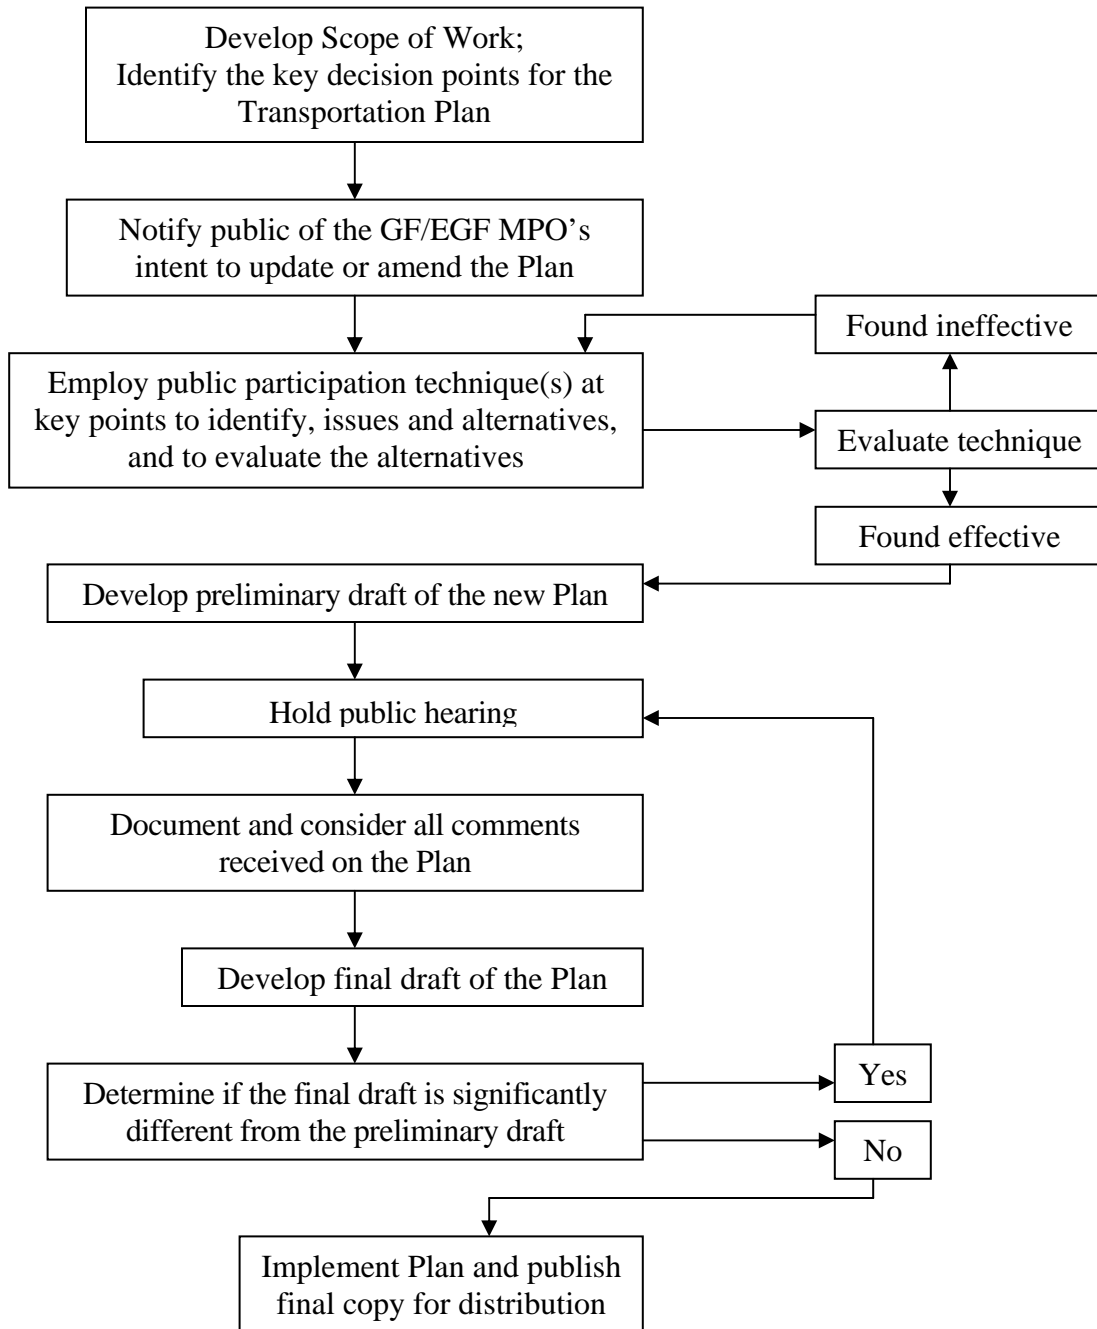 Develop Scope of Work;
Identify the key decision points for the
Transportation Plan
Notify public of the GF/EGF MPO’s
intent to update or amend the Plan
Found ineffective
Employ public participation technique(s) at
key points to identify, issues and alternatives,
and to evaluate the alternatives
Evaluate technique
Found effective
Develop preliminary draft of the new Plan
Hold public hearing
Document and consider all comments
received on the Plan
Develop final draft of the Plan
Determine if the final draft is significantly
different from the preliminary draft
Yes
No
Implement Plan and publish
final copy for distribution